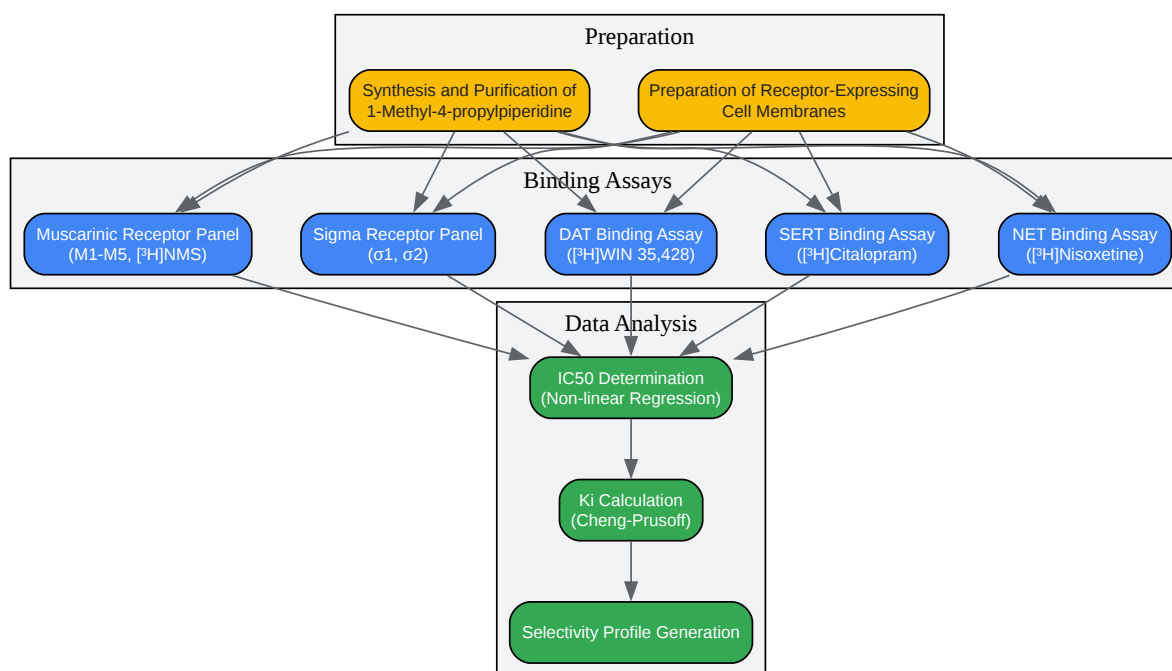 Preparation
Synthesis and Purification of
1-Methyl-4-propylpiperidine
Preparation of Receptor-Expressing
Cell Membranes
Binding Assays
Muscarinic Receptor Panel
(M1-M5, [³H]NMS)
Sigma Receptor Panel
(σ1, σ2)
DAT Binding Assay
([³H]WIN 35,428)
SERT Binding Assay
([³H]Citalopram)
NET Binding Assay
([³H]Nisoxetine)
Data Analysis
IC50 Determination
(Non-linear Regression)
Ki Calculation
(Cheng-Prusoff)
Selectivity Profile Generation